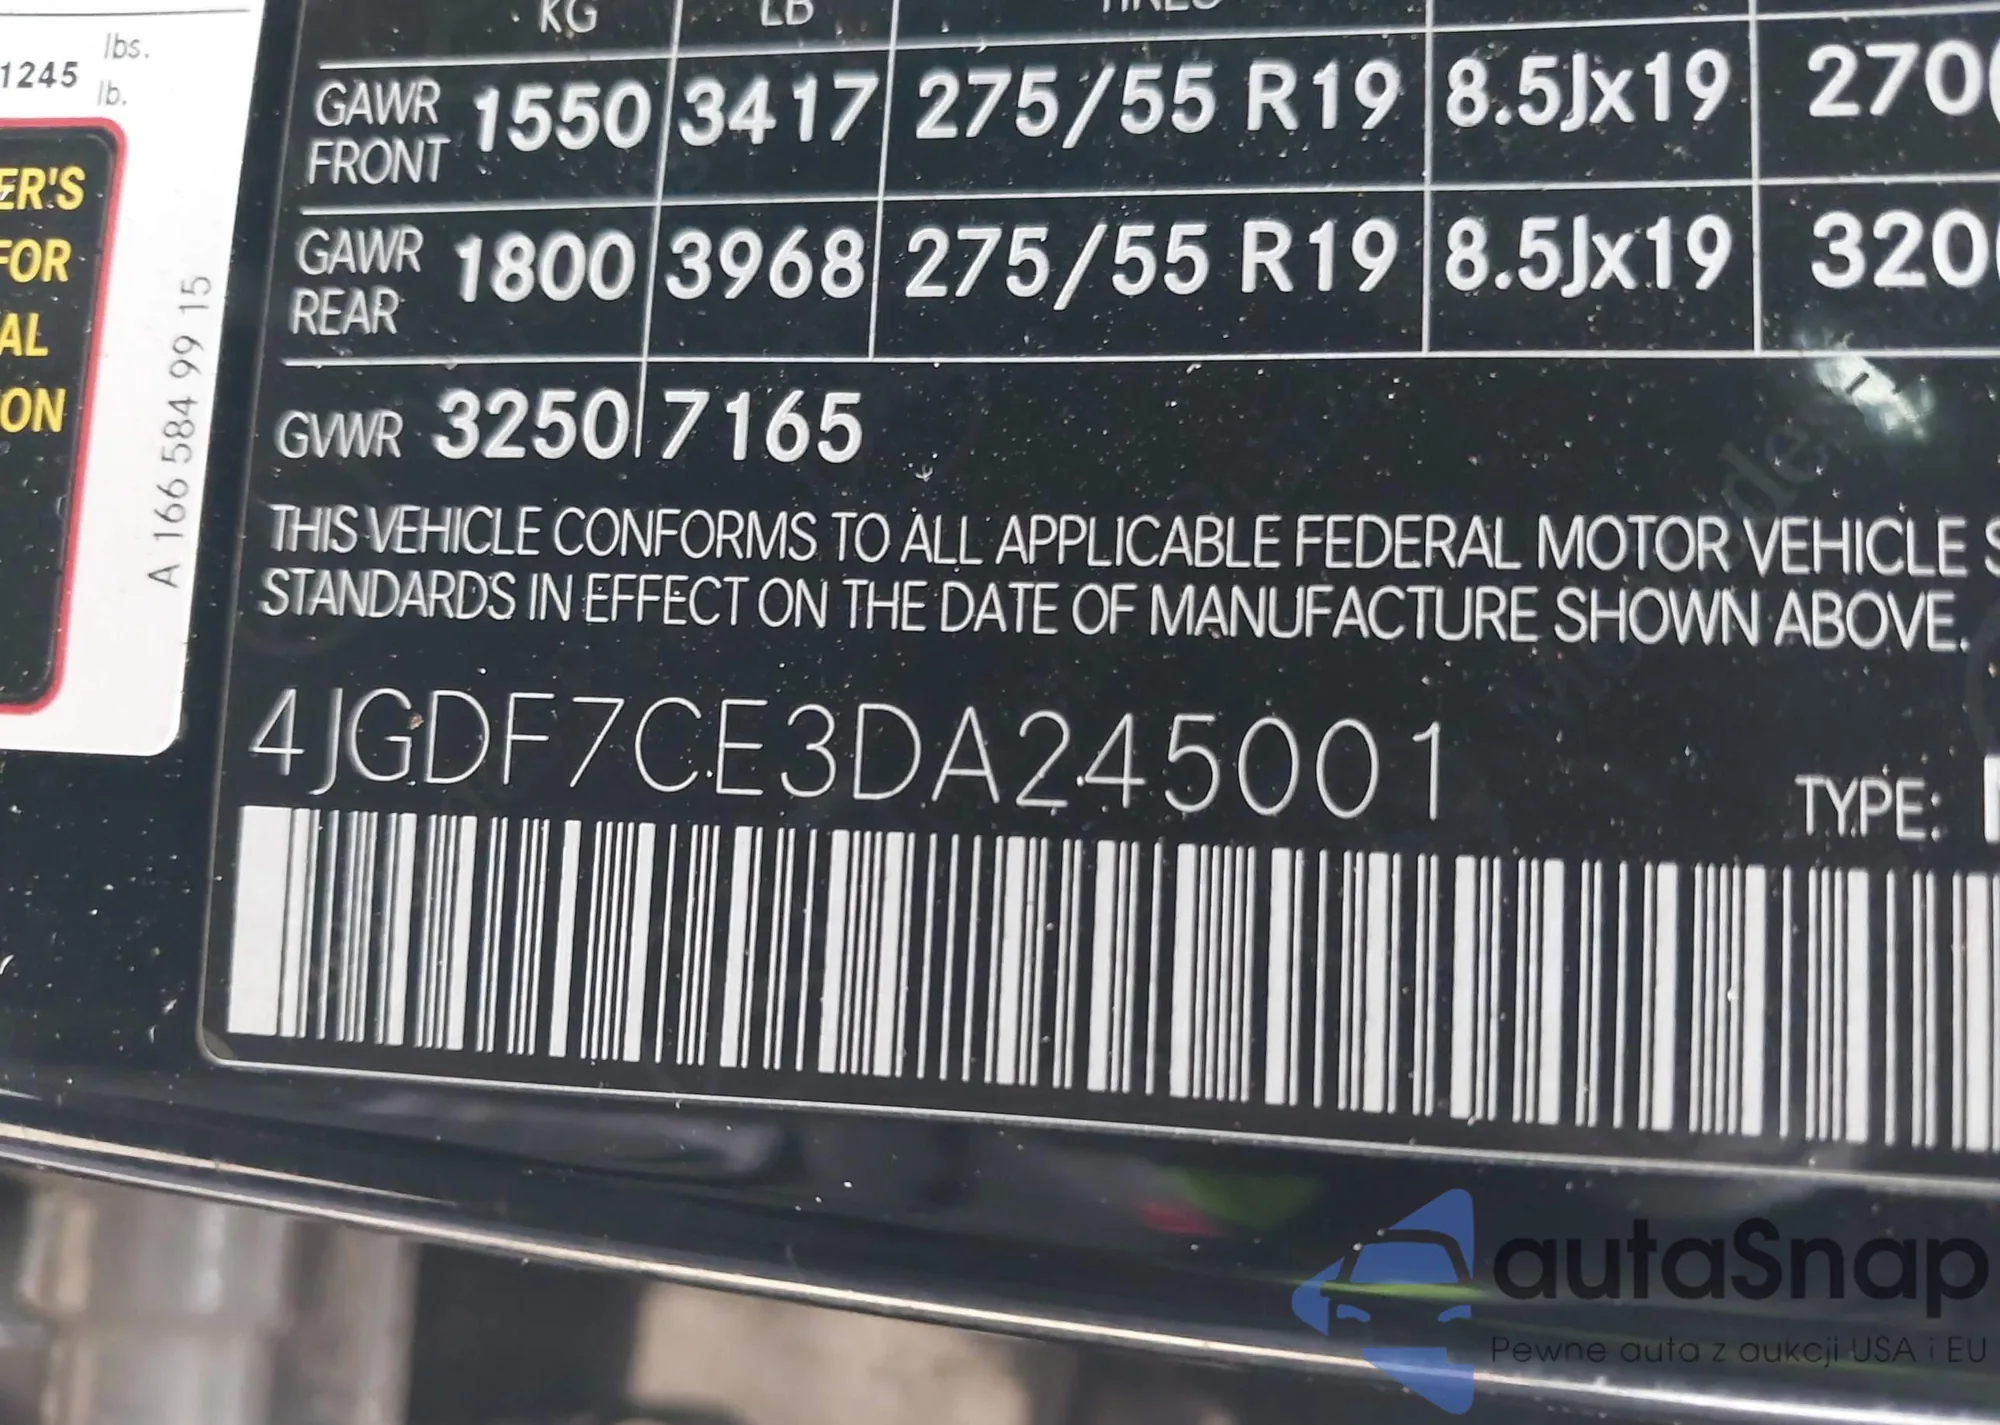 KG LB TIRES
1245 lbs.
lb.
ER'S
FOR
AL
ON
A 166 584 99 15
GAWR FRONT 1550 3417 275/55 R19 8.5Jx19 270
GAWR REAR 1800 3968 275/55 R19 8.5Jx19 320
GVWR 3250 7165
THIS VEHICLE CONFORMS TO ALL APPLICABLE FEDERAL MOTOR VEHICLE S
STANDARDS IN EFFECT ON THE DATE OF MANUFACTURE SHOWN ABOVE.
4JGDF7CE3DA245001
TYPE:
autaSnap
Pewne auta z aukcji USA i EU